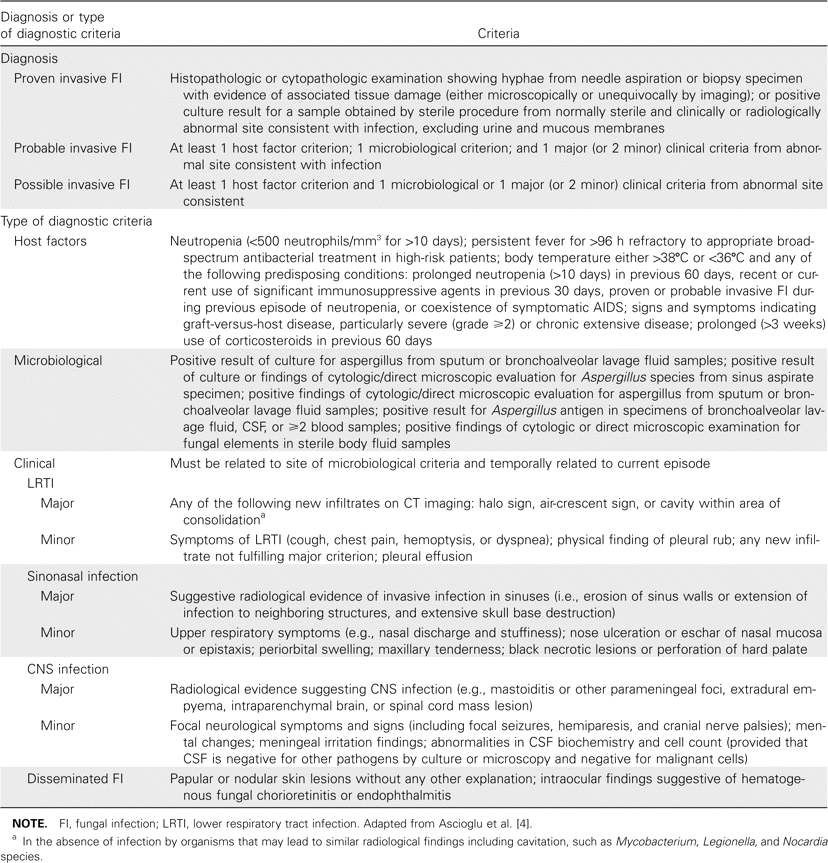 Diagnosis or type
of diagnostic criteria
Criteria
Diagnosis
Proven invasive FI
Histopathologic or cytopathologic examination showing hyphae from needle aspiration or biopsy specimen
with evidence of associated tissue damage (either microscopically or unequivocally by imaging); or positive
culture result for a sample obtained by sterile procedure from normally sterile and clinically or radiologically
abnormal site consistent with infection, excluding urine and mucous membranes
Probable invasive FI
At least 1 host factor criterion; 1 microbiological criterion; and 1 major (or 2 minor) clinical criteria from abnor-
mal site consistent with infection
Possible invasive FI
At least 1 host factor criterion and 1 microbiological or 1 major (or 2 minor) clinical criteria from abnormal site
consistent
Type of diagnostic criteria
Host factors
Neutropenia (<500 neutrophils/mm³ for >10 days); persistent fever for >96 h refractory to appropriate broad-
spectrum antibacterial treatment in high-risk patients; body temperature either >38°C or <36°C and any of
the following predisposing conditions: prolonged neutropenia (>10 days) in previous 60 days, recent or cur-
rent use of significant immunosuppressive agents in previous 30 days, proven or probable invasive FI dur-
ing previous episode of neutropenia, or coexistence of symptomatic AIDS; signs and symptoms indicating
graft-versus-host disease, particularly severe (grade ⩾2) or chronic extensive disease; prolonged (>3 weeks)
use of corticosteroids in previous 60 days
Microbiological
Positive result of culture for aspergillus from sputum or bronchoalveolar lavage fluid samples; positive result
of culture or findings of cytologic/direct microscopic evaluation for Aspergillus species from sinus aspirate
specimen; positive findings of cytologic/direct microscopic evaluation for aspergillus from sputum or bron-
choalveolar lavage fluid samples; positive result for Aspergillus antigen in specimens of bronchoalveolar lav-
age fluid, CSF, or ⩾2 blood samples; positive findings of cytologic or direct microscopic examination for
fungal elements in sterile body fluid samples
Clinical
Must be related to site of microbiological criteria and temporally related to current episode
LRTI
Major
Any of the following new infiltrates on CT imaging: halo sign, air-crescent sign, or cavity within area of
consolidationᵃ
Minor
Symptoms of LRTI (cough, chest pain, hemoptysis, or dyspnea); physical finding of pleural rub; any new infil-
trate not fulfilling major criterion; pleural effusion
Sinonasal infection
Major
Suggestive radiological evidence of invasive infection in sinuses (i.e., erosion of sinus walls or extension of
infection to neighboring structures, and extensive skull base destruction)
Minor
Upper respiratory symptoms (e.g., nasal discharge and stuffiness); nose ulceration or eschar of nasal mucosa
or epistaxis; periorbital swelling; maxillary tenderness; black necrotic lesions or perforation of hard palate
CNS infection
Major
Radiological evidence suggesting CNS infection (e.g., mastoiditis or other parameningeal foci, extradural em-
pyema, intraparenchymal brain, or spinal cord mass lesion)
Minor
Focal neurological symptoms and signs (including focal seizures, hemiparesis, and cranial nerve palsies); men-
tal changes; meningeal irritation findings; abnormalities in CSF biochemistry and cell count (provided that
CSF is negative for other pathogens by culture or microscopy and negative for malignant cells)
Disseminated FI
Papular or nodular skin lesions without any other explanation; intraocular findings suggestive of hematoge-
nous fungal chorioretinitis or endophthalmitis
NOTE. FI, fungal infection; LRTI, lower respiratory tract infection. Adapted from Ascioglu et al. [4].
ᵃ In the absence of infection by organisms that may lead to similar radiological findings including cavitation, such as Mycobacterium, Legionella, and Nocardia
species.